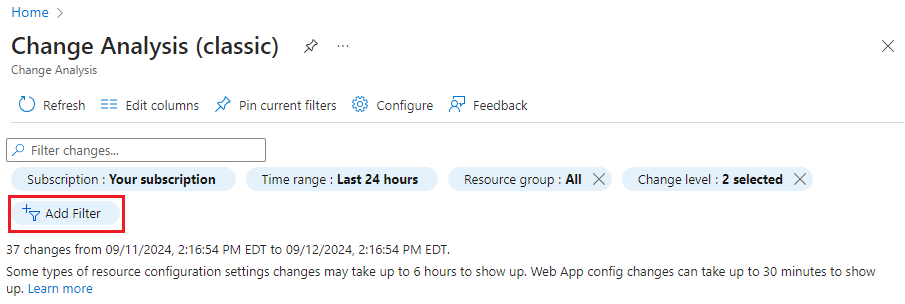 Home >
Change Analysis (classic) ...
Change Analysis
Refresh Edit columns Pin current filters Configure Feedback
Filter changes...
Subscription : Your subscription Time range : Last 24 hours Resource group : All Change level : 2 selected
Add Filter
37 changes from 09/11/2024, 2:16:54 PM EDT to 09/12/2024, 2:16:54 PM EDT.
Some types of resource configuration settings changes may take up to 6 hours to show up. Web App config changes can take up to 30 minutes to show
up. Learn more